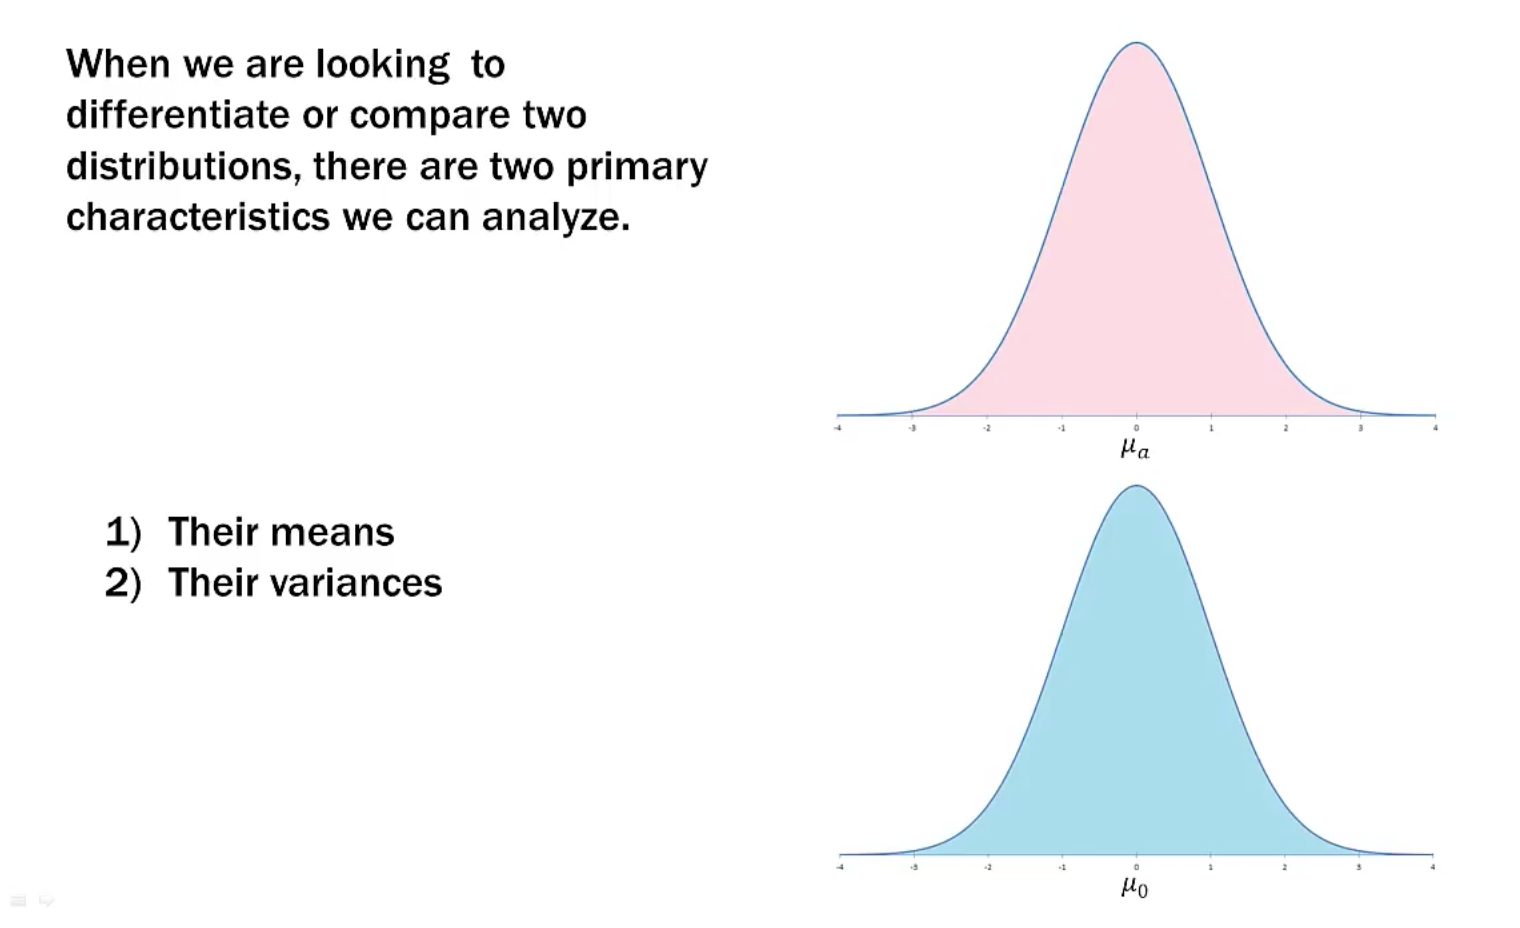 When we are looking  to
differentiate or compare two
distributions, there are two primary
characteristics we can analyze.
1) Their means
2) Their variances
-4 -3 -2 -1 0 1 2 3 4
μₐ
-4 -3 -2 -1 0 1 2 3 4
μ₀